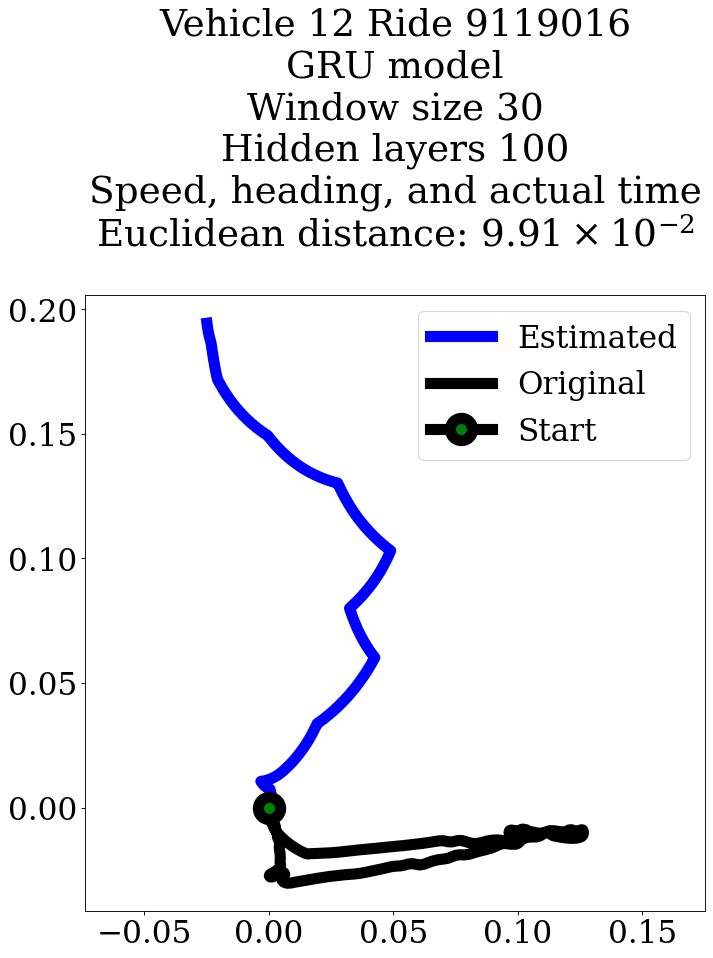 Vehicle 12 Ride 9119016
GRU model
Window size 30
Hidden layers 100
Speed, heading, and actual time
Euclidean distance: 9.91 × 10⁻²
Estimated
Original
Start
0.20
0.15
0.10
0.05
0.00
−0.05 0.00 0.05 0.10 0.15